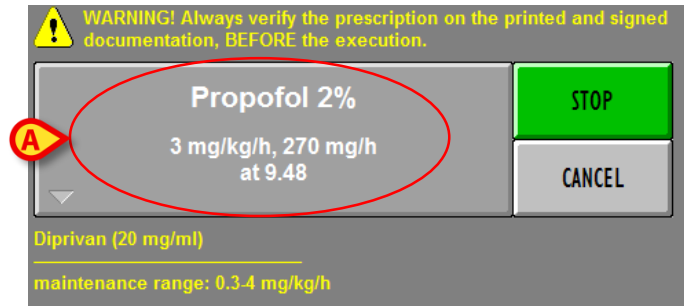 WARNING! Always verify the prescription on the printed and signed
documentation, BEFORE the execution.
Propofol 2%
3 mg/kg/h, 270 mg/h
at 9.48
A
STOP
CANCEL
Diprivan (20 mg/ml)
maintenance range: 0.3-4 mg/kg/h